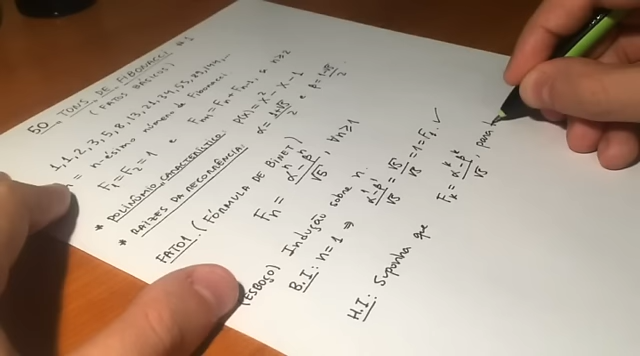 50 TONS DE FIBONACCI #1
(FATOS BÁSICOS)
1, 1, 2, 3, 5, 8, 13, 21, 34, 55, 89, 144, ...
= n-ésimo número de Fibonacci
F₁ = F₂ = 1 e Fₙ₊₁ = Fₙ + Fₙ₋₁, n ≥ 2
* POLINÔMIO CARACTERÍSTICO: p(x) = x² - x - 1
* RAÍZES DA RECORRÊNCIA: α = (1+√5)/2 e β = (1-√5)/2
FATO 1. (FÓRMULA DE BINET)
Fₙ = (αⁿ - βⁿ)/√5, ∀n ≥ 1
(ESBOÇO) Indução sobre n.
B.I: n = 1 ⇒ (α¹ - β¹)/√5 = √5/√5 = 1 = F₁ ✓
H.I: Suponha que Fₖ = (αᵏ - βᵏ)/√5, para